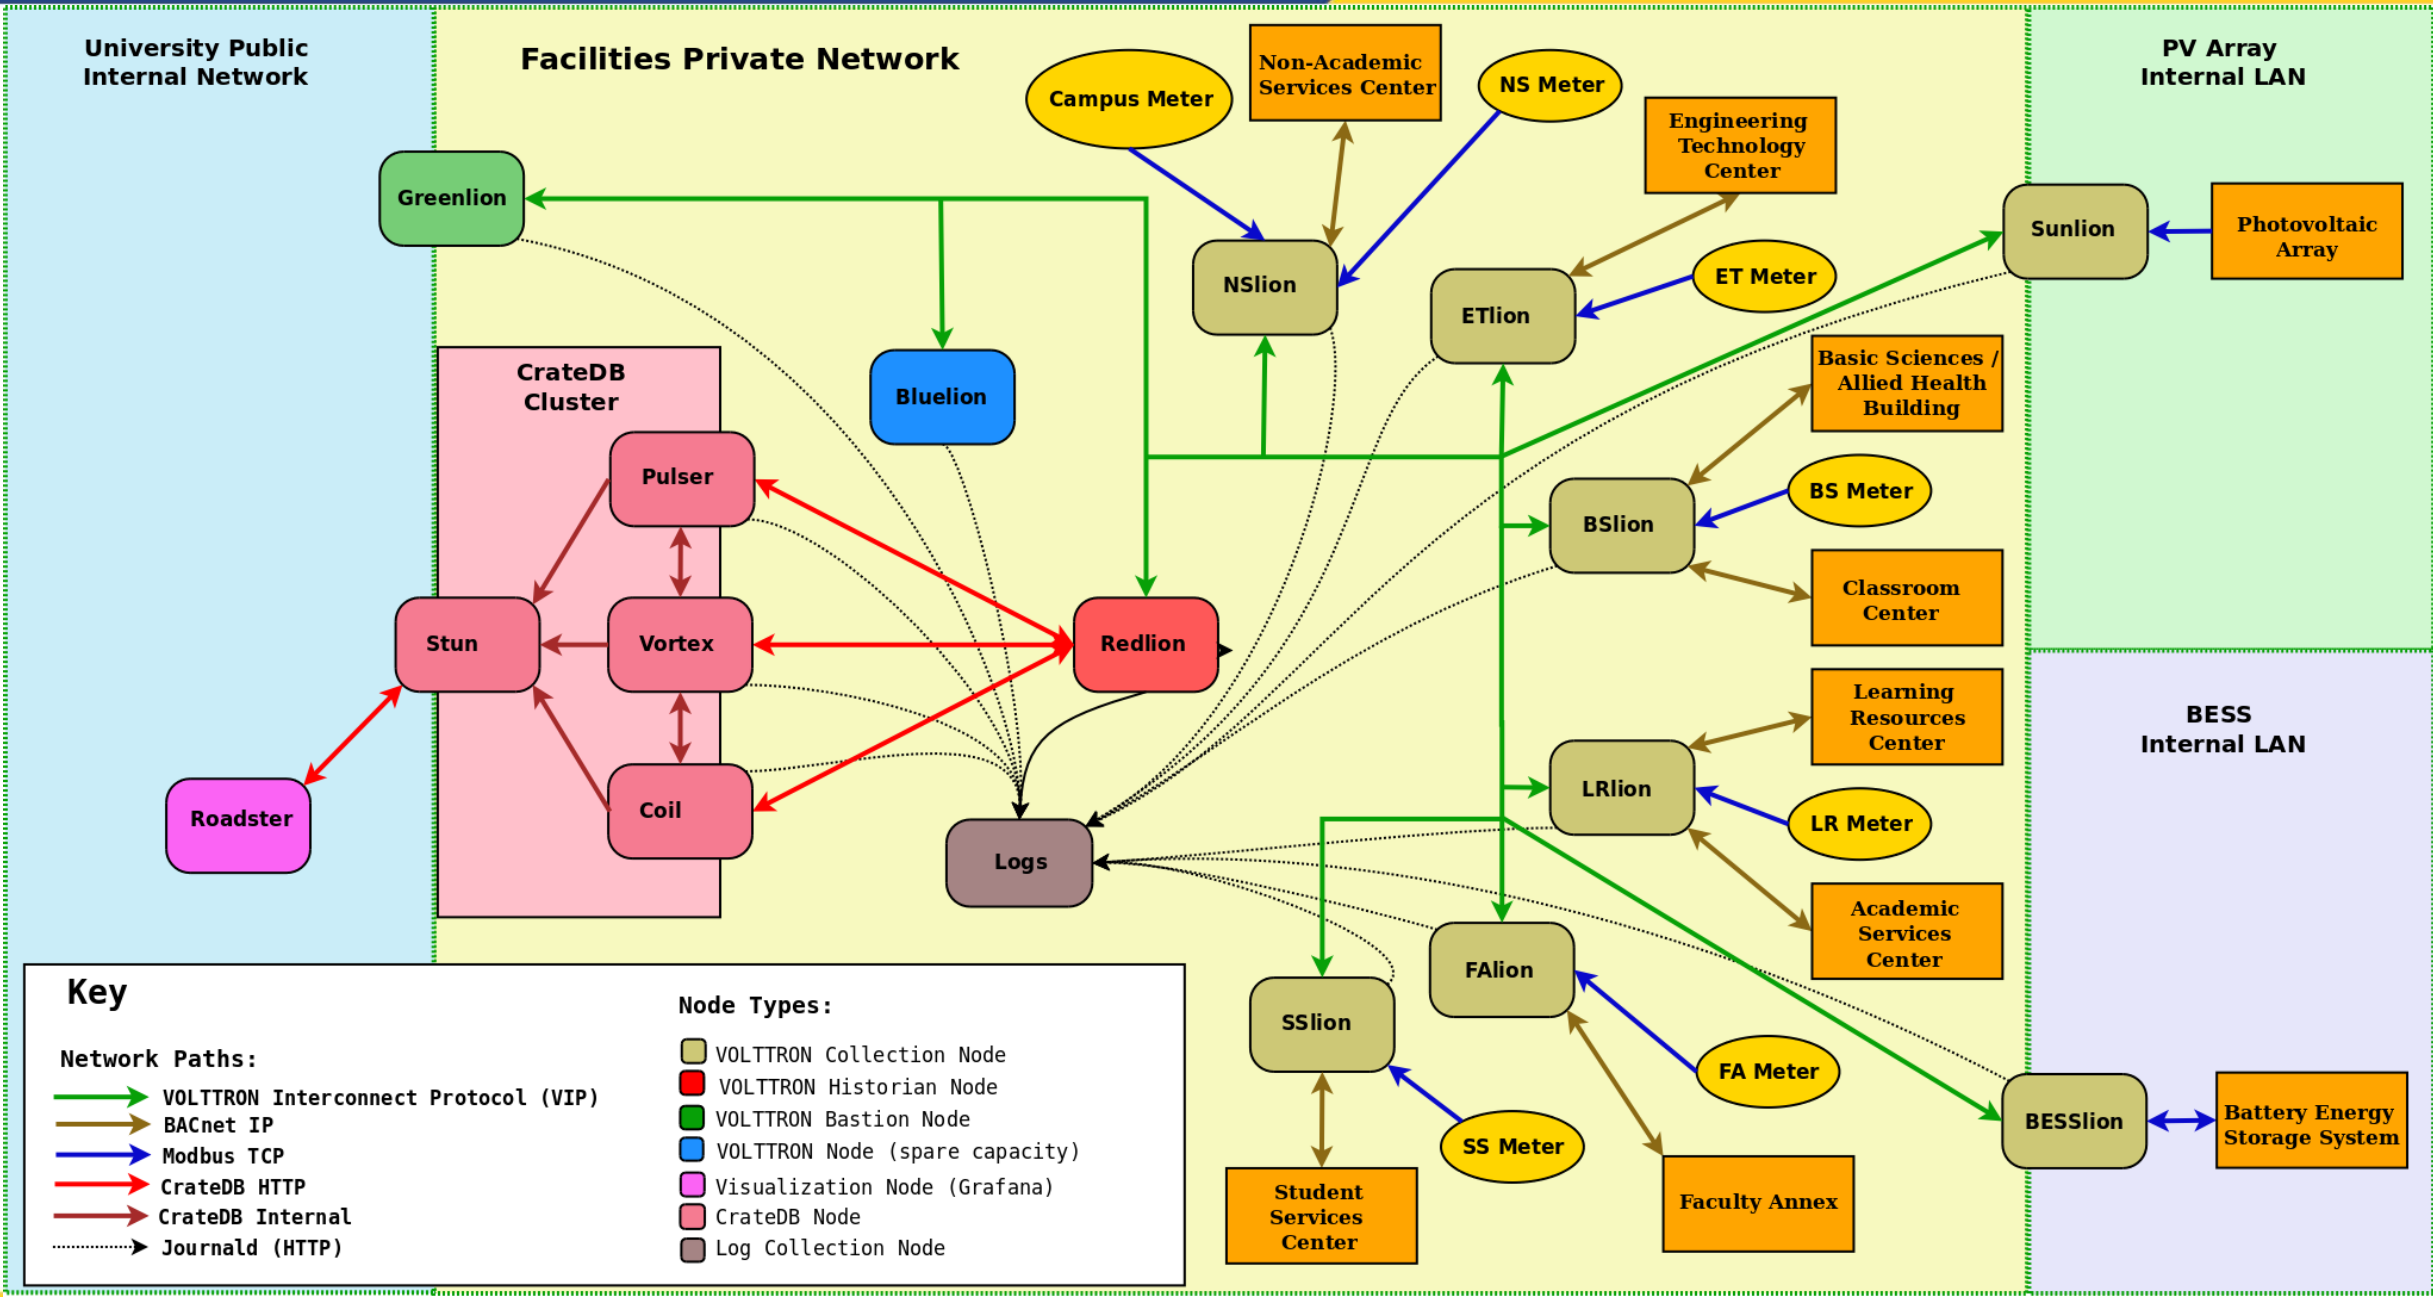 University Public
Internal Network
Facilities Private Network
PV Array
Internal LAN
Campus Meter
Non-Academic
Services Center
NS Meter
Engineering
Technology
Center
Greenlion
NSlion
ETlion
ET Meter
Sunlion
Photovoltaic
Array
CrateDB
Cluster
Bluelion
Basic Sciences /
Allied Health
Building
Pulser
BSlion
BS Meter
Classroom
Center
Stun
Vortex
Redlion
Learning
Resources
Center
BESS
Internal LAN
Roadster
Coil
Logs
LRlion
LR Meter
Academic
Services
Center
SSlion
FAlion
FA Meter
SS Meter
BESSlion
Battery Energy
Storage System
Student
Services
Center
Faculty Annex
Key
Network Paths:
VOLTTRON Interconnect Protocol (VIP)
BACnet IP
Modbus TCP
CrateDB HTTP
CrateDB Internal
Journald (HTTP)
Node Types:
VOLTTRON Collection Node
VOLTTRON Historian Node
VOLTTRON Bastion Node
VOLTTRON Node (spare capacity)
Visualization Node (Grafana)
CrateDB Node
Log Collection Node